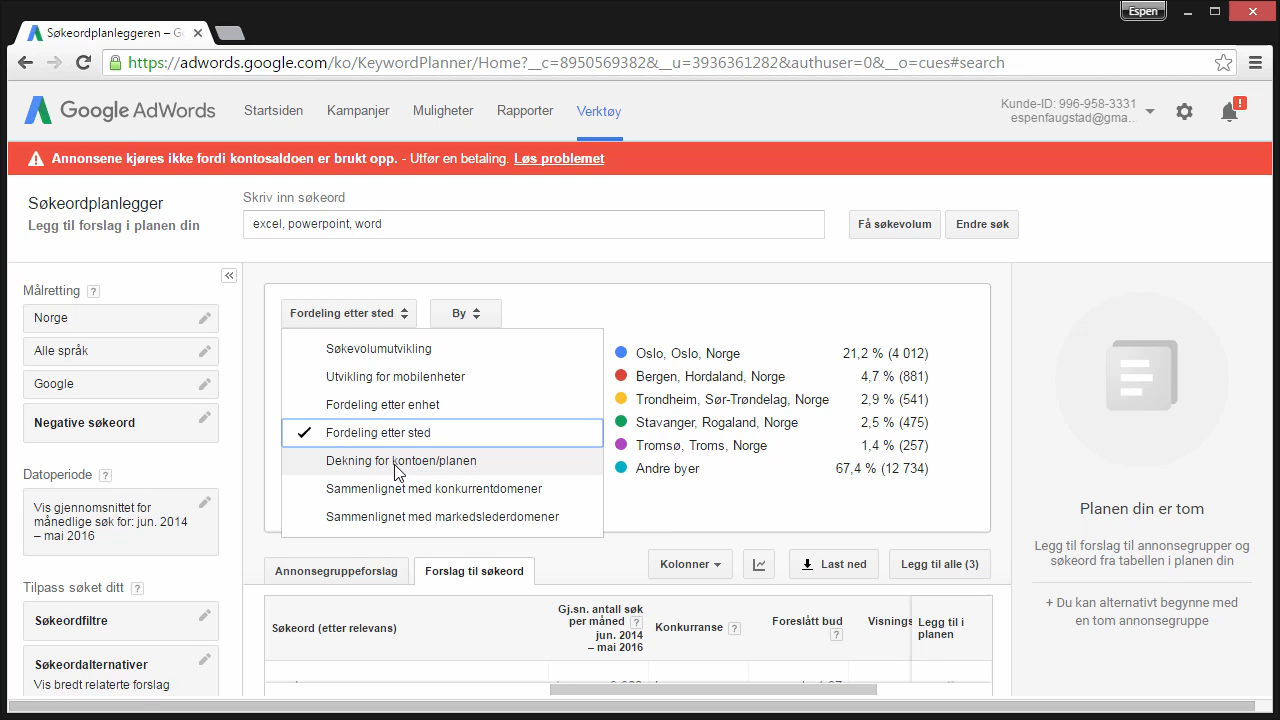 Espen
Søkeordplanleggeren – Go
https://adwords.google.com/ko/KeywordPlanner/Home?__c=8950569382&__u=3936361282&authuser=0&__o=cues#search
Google AdWords
Startsiden
Kampanjer
Muligheter
Rapporter
Verktøy
Kunde-ID: 996-958-3331
espenfaugstad@gma..
!
Annonsene kjøres ikke fordi kontosaldoen er brukt opp. - Utfør en betaling. Løs problemet
Søkeordplanlegger
Legg til forslag i planen din
Skriv inn søkeord
excel, powerpoint, word
Få søkevolum
Endre søk
Målretting ?
Norge
Alle språk
Google
Negative søkeord
Datoperiode ?
Vis gjennomsnittet for
månedlige søk for: jun. 2014
– mai 2016
Tilpass søket ditt ?
Søkeordfiltre
Søkeordalternativer
Vis bredt relaterte forslag
Fordeling etter sted
By
Søkevolumutvikling
Utvikling for mobilenheter
Fordeling etter enhet
Fordeling etter sted
Dekning for kontoen/planen
Sammenlignet med konkurrentdomener
Sammenlignet med markedslederdomener
Oslo, Oslo, Norge 21,2 % (4 012)
Bergen, Hordaland, Norge 4,7 % (881)
Trondheim, Sør-Trøndelag, Norge 2,9 % (541)
Stavanger, Rogaland, Norge 2,5 % (475)
Tromsø, Troms, Norge 1,4 % (257)
Andre byer 67,4 % (12 734)
Annonsegruppeforslag
Forslag til søkeord
Kolonner
Last ned
Legg til alle (3)
Søkeord (etter relevans)
Gj.sn. antall søk
per måned ?
jun. 2014
– mai 2016
Konkurranse ?
Foreslått bud
?
Visnings
Legg til i
planen
Planen din er tom
Legg til forslag til annonsegrupper og
søkeord fra tabellen i planen din
+ Du kan alternativt begynne med
en tom annonsegruppe